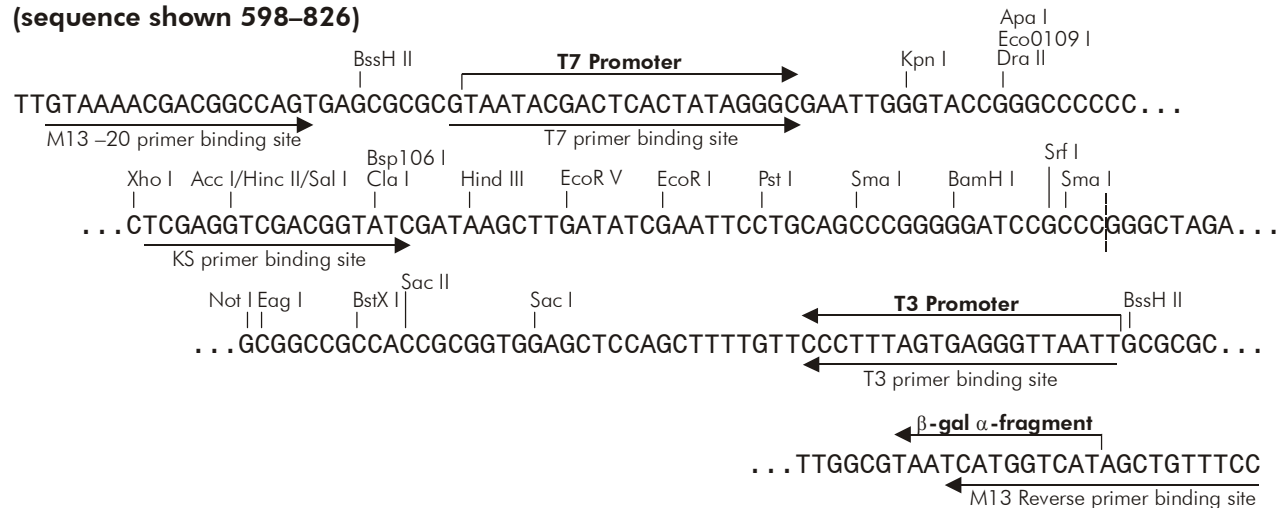 (sequence shown 598–826)
Apa I
Eco0109 I
BssH II T7 Promoter Kpn I Dra II
TTGTAAAACGACGGCCAGTGAGCGCGCGTAATACGACTCACTATAGGGCGAATTGGGTACCGGGCCCCCC...
M13 –20 primer binding site T7 primer binding site
Bsp106 I Srf I
Xho I Acc I/Hinc II/Sal I Cla I Hind III EcoR V EcoR I Pst I Sma I BamH I Sma I
...CTCGAGGTCGACGGTATCGATAAGCTTGATATCGAATTCCTGCAGCCCGGGGGATCCGCCCGGGCTAGA...
KS primer binding site
Sac II
Not I Eag I BstX I Sac I T3 Promoter BssH II
...GCGGCCGCCACCGCGGTGGAGCTCCAGCTTTTGTTCCCTTTAGTGAGGGTTAATTGCGCGC...
T3 primer binding site
β-gal α-fragment
...TTGGCGTAATCATGGTCATAGCTGTTTCC
M13 Reverse primer binding site